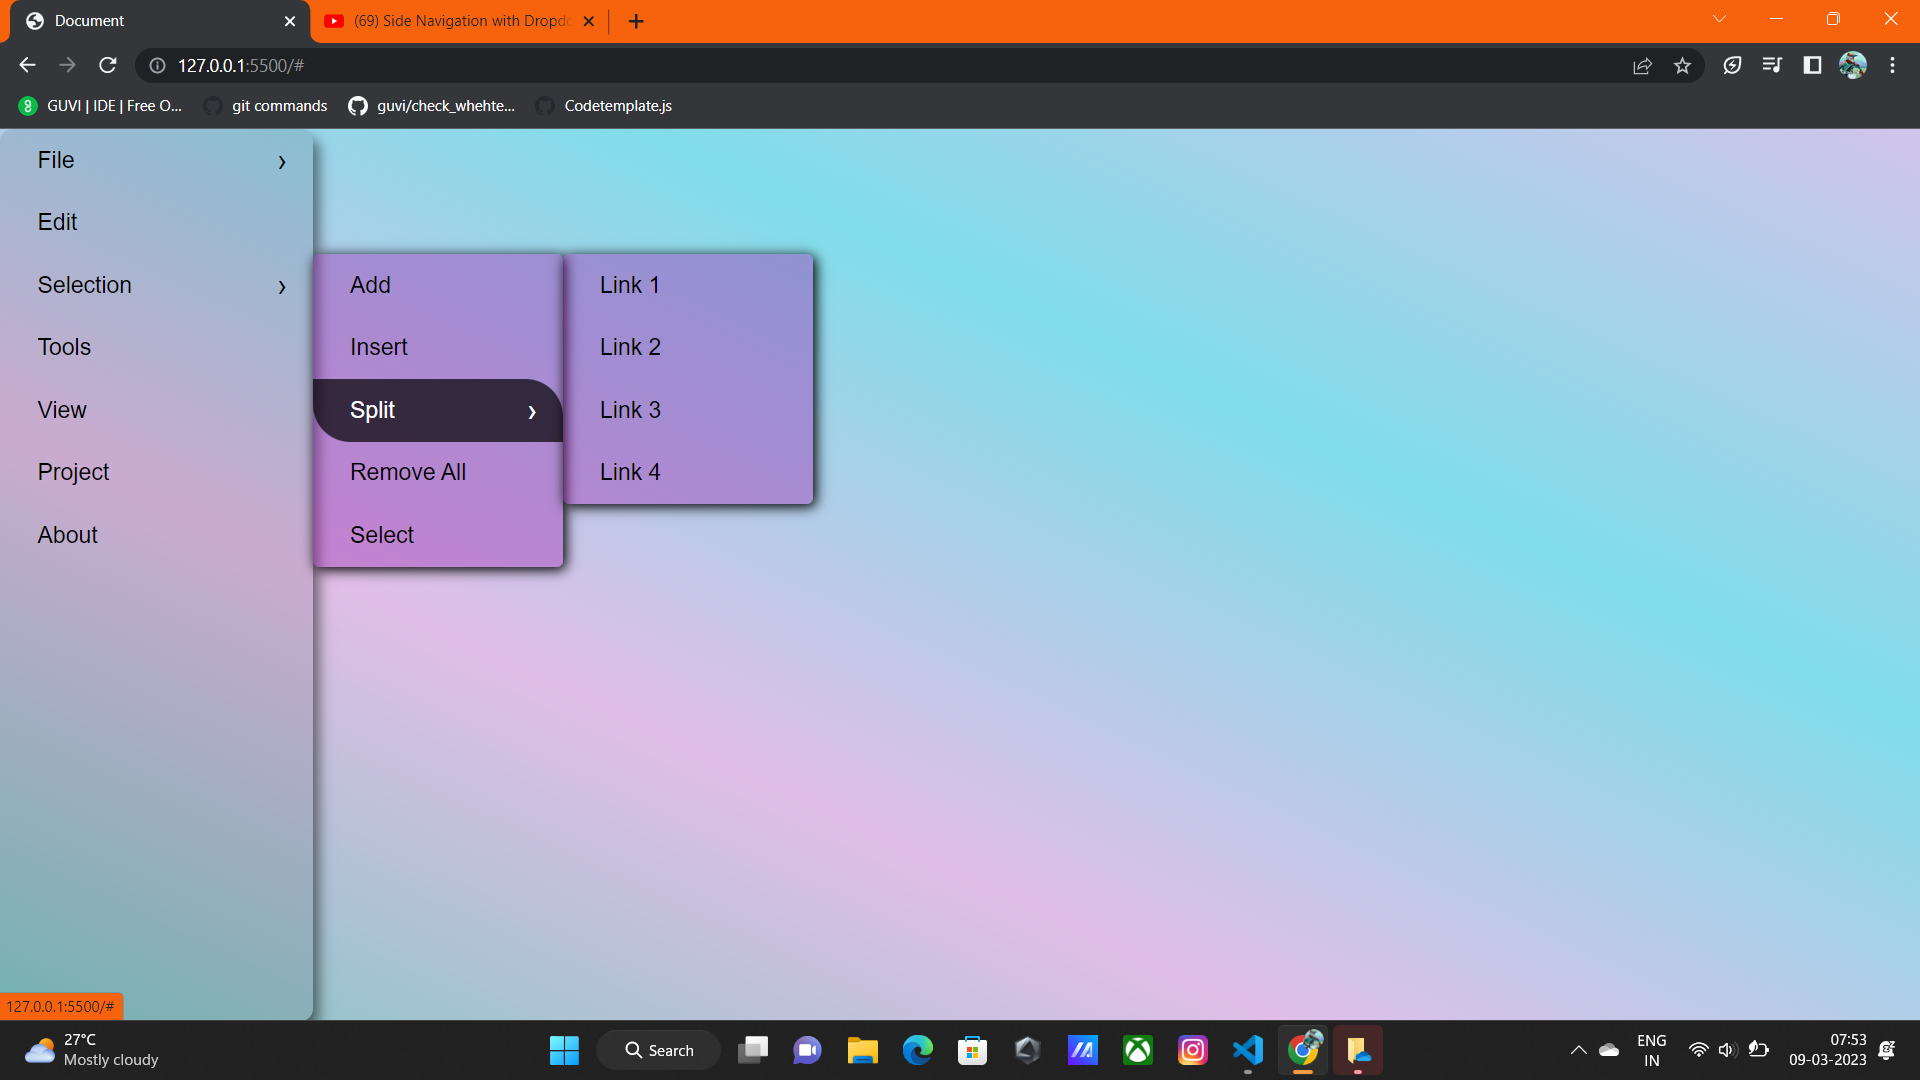 Document
(69) Side Navigation with Dropd
127.0.0.1:5500/#
GUVI | IDE | Free O...
git commands
guvi/check_whehte...
Codetemplate.js
File ›
Edit
Selection ›
Tools
View
Project
About
Add
Insert
Split ›
Remove All
Select
Link 1
Link 2
Link 3
Link 4
127.0.0.1:5500/#
27°C
Mostly cloudy
Search
ENG
IN
07:53
09-03-2023